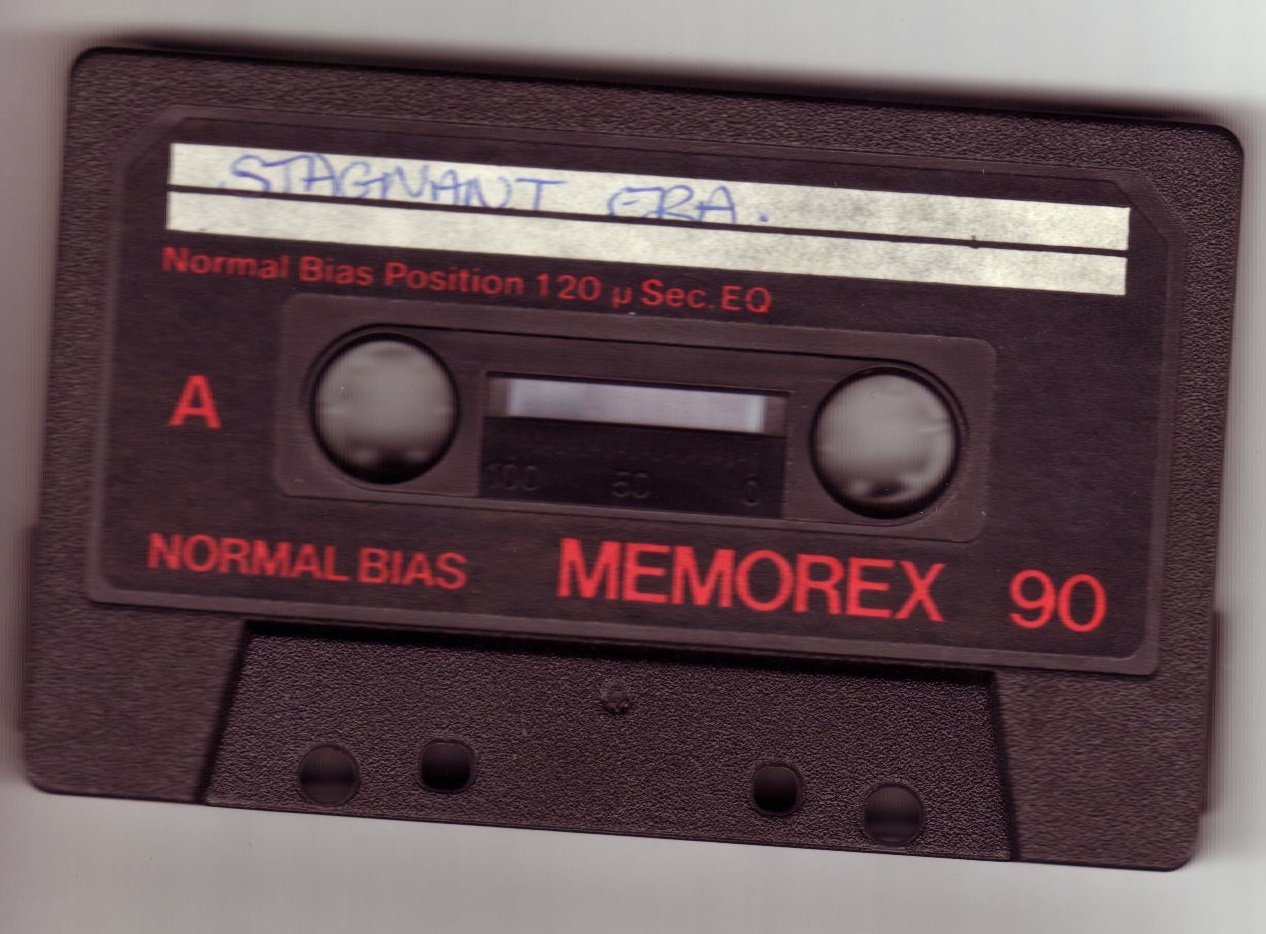 STAGNANT ERA.
Normal Bias Position 120 μ Sec. EQ
A
100 50 0
NORMAL BIAS MEMOREX 90